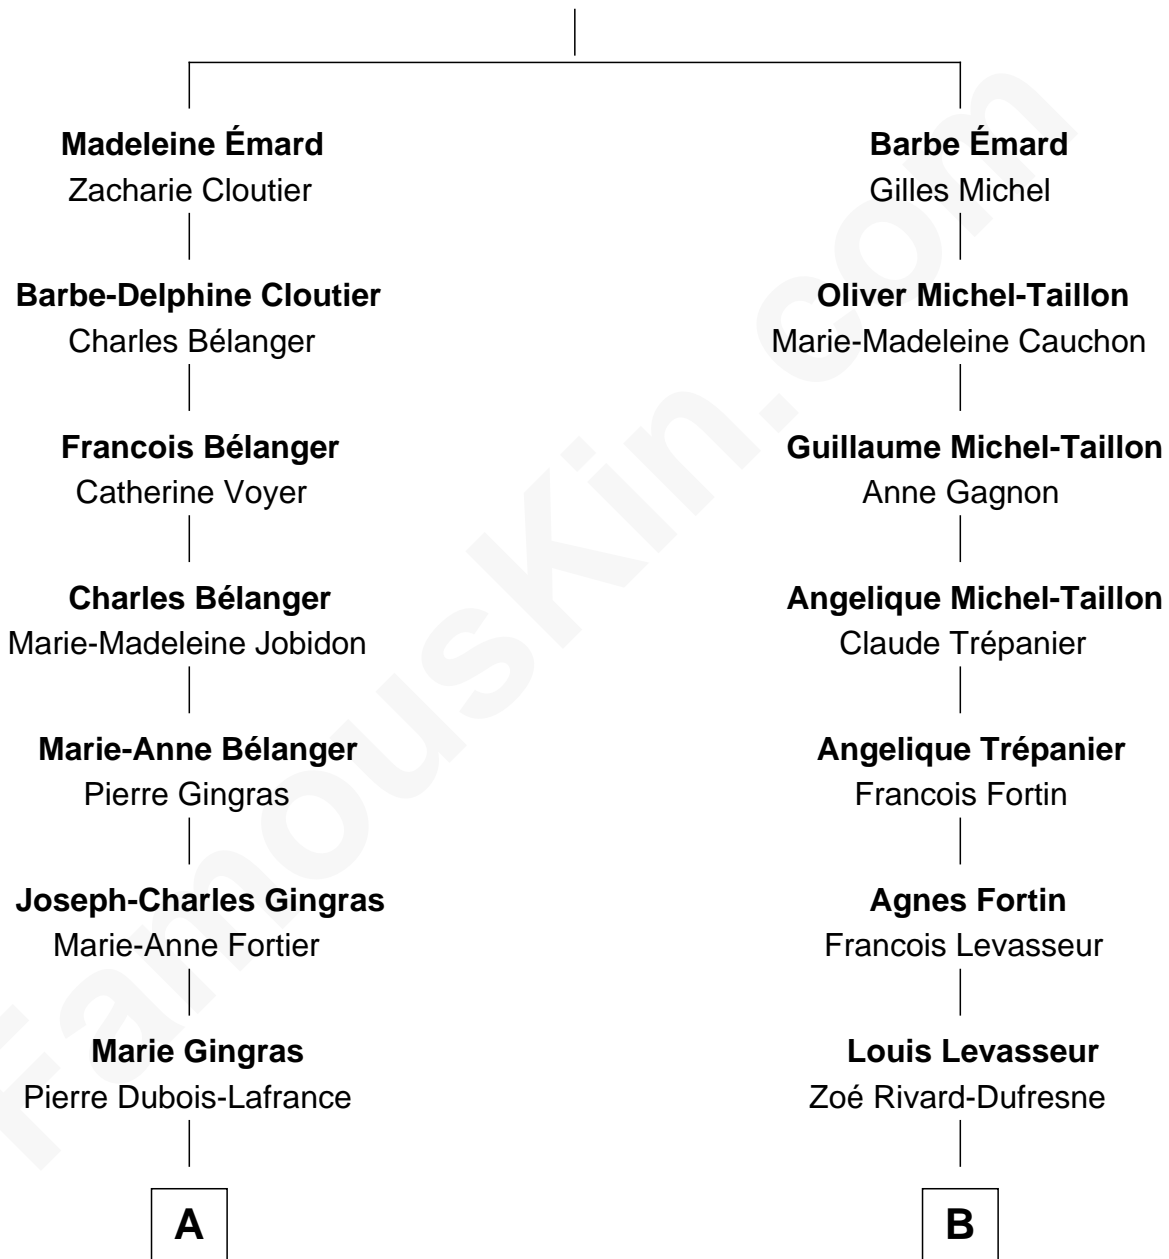 Madeleine Émard
Zacharie Cloutier
Barbe-Delphine Cloutier
Charles Bélanger
Francois Bélanger
Catherine Voyer
Charles Bélanger
Marie-Madeleine Jobidon
Marie-Anne Bélanger
Pierre Gingras
Joseph-Charles Gingras
Marie-Anne Fortier
Marie Gingras
Pierre Dubois-Lafrance
A
Barbe Émard
Gilles Michel
Oliver Michel-Taillon
Marie-Madeleine Cauchon
Guillaume Michel-Taillon
Anne Gagnon
Angelique Michel-Taillon
Claude Trépanier
Angelique Trépanier
Francois Fortin
Agnes Fortin
Francois Levasseur
Louis Levasseur
Zoé Rivard-Dufresne
B
FamousKin.com